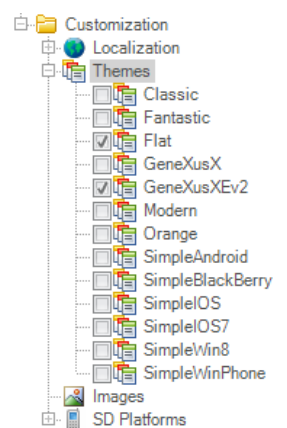 Customization
Localization
Themes
Classic
Fantastic
Flat
GeneXusX
GeneXusXEv2
Modern
Orange
SimpleAndroid
SimpleBlackBerry
SimpleIOS
SimpleIOS7
SimpleWin8
SimpleWinPhone
Images
SD Platforms